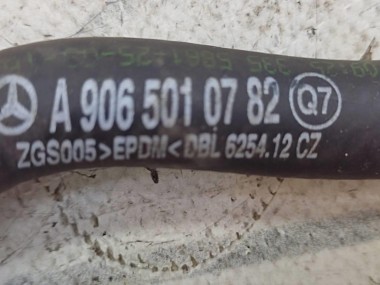 A 906 501 07 82 Q7
ZGS005>EPDM<DBL 6254.12 CZ